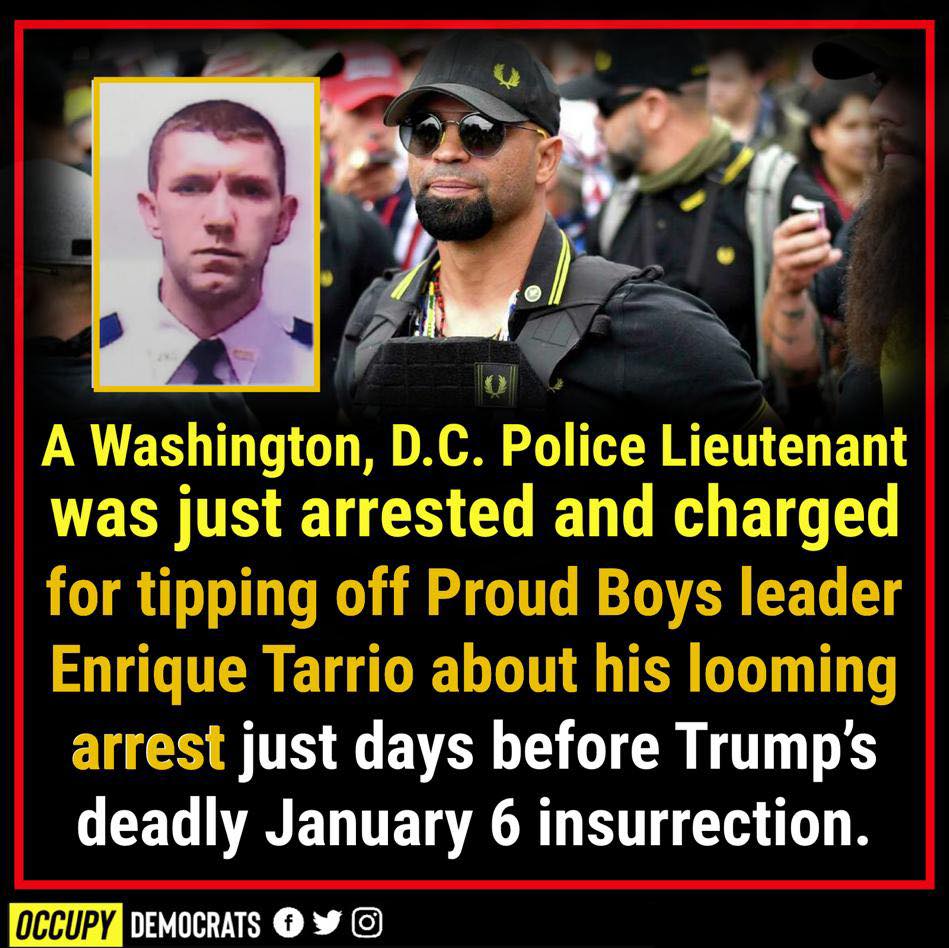 A Washington, D.C. Police Lieutenant
was just arrested and charged
for tipping off Proud Boys leader
Enrique Tarrio about his looming
arrest just days before Trump’s
deadly January 6 insurrection.
OCCUPY DEMOCRATS